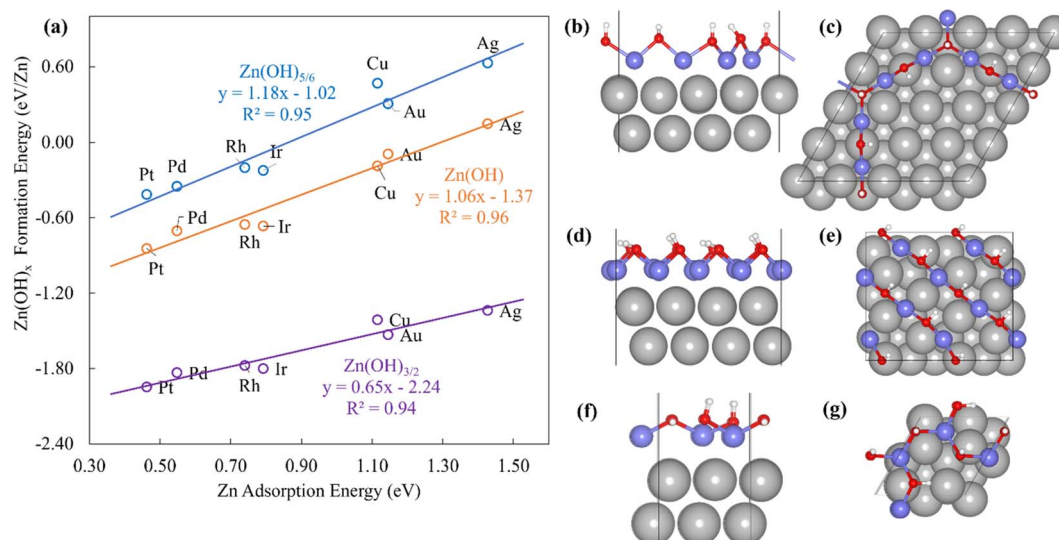 (a)
Zn(OH)x Formation Energy (eV/Zn)
0.60
0.00
-0.60
-1.20
-1.80
-2.40
0.30 0.50 0.70 0.90 1.10 1.30 1.50
Zn Adsorption Energy (eV)
Zn(OH)5/6
y = 1.18x - 1.02
R² = 0.95
Pt
Pd
Rh
Ir
Cu
Au
Ag
Zn(OH)
y = 1.06x - 1.37
R² = 0.96
Pt
Pd
Rh
Ir
Cu
Au
Ag
Zn(OH)3/2
y = 0.65x - 2.24
R² = 0.94
Pt
Pd
Rh
Ir
Cu
Au
Ag
(b)
(c)
(d)
(e)
(f)
(g)